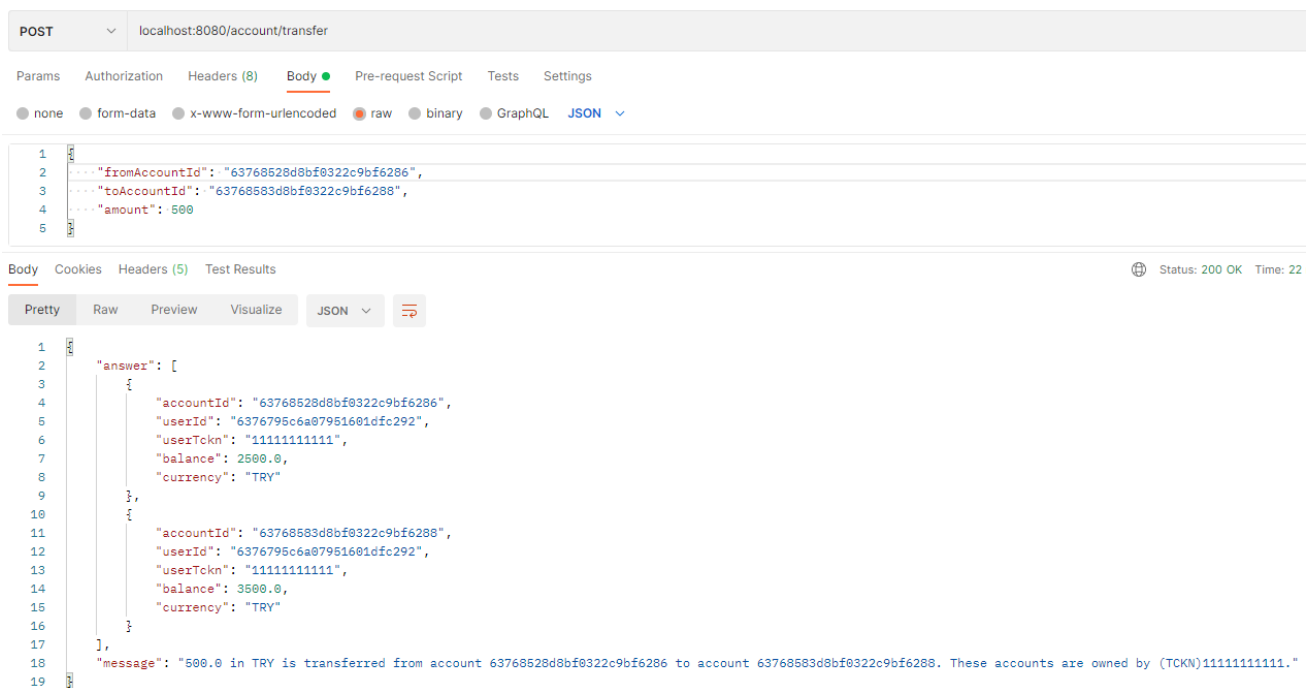 POST localhost:8080/account/transfer
Params Authorization Headers (8) Body Pre-request Script Tests Settings
none form-data x-www-form-urlencoded raw binary GraphQL JSON
1 {
2 "fromAccountId": "63768528d8bf0322c9bf6286",
3 "toAccountId": "63768583d8bf0322c9bf6288",
4 "amount": 500
5 }
Body Cookies Headers (5) Test Results Status: 200 OK Time: 22
Pretty Raw Preview Visualize JSON
1 {
2 "answer": [
3 {
4 "accountId": "63768528d8bf0322c9bf6286",
5 "userId": "6376795c6a07951601dfc292",
6 "userTckn": "11111111111",
7 "balance": 2500.0,
8 "currency": "TRY"
9 },
10 {
11 "accountId": "63768583d8bf0322c9bf6288",
12 "userId": "6376795c6a07951601dfc292",
13 "userTckn": "11111111111",
14 "balance": 3500.0,
15 "currency": "TRY"
16 }
17 ],
18 "message": "500.0 in TRY is transferred from account 63768528d8bf0322c9bf6286 to account 63768583d8bf0322c9bf6288. These accounts are owned by (TCKN)11111111111."
19 }